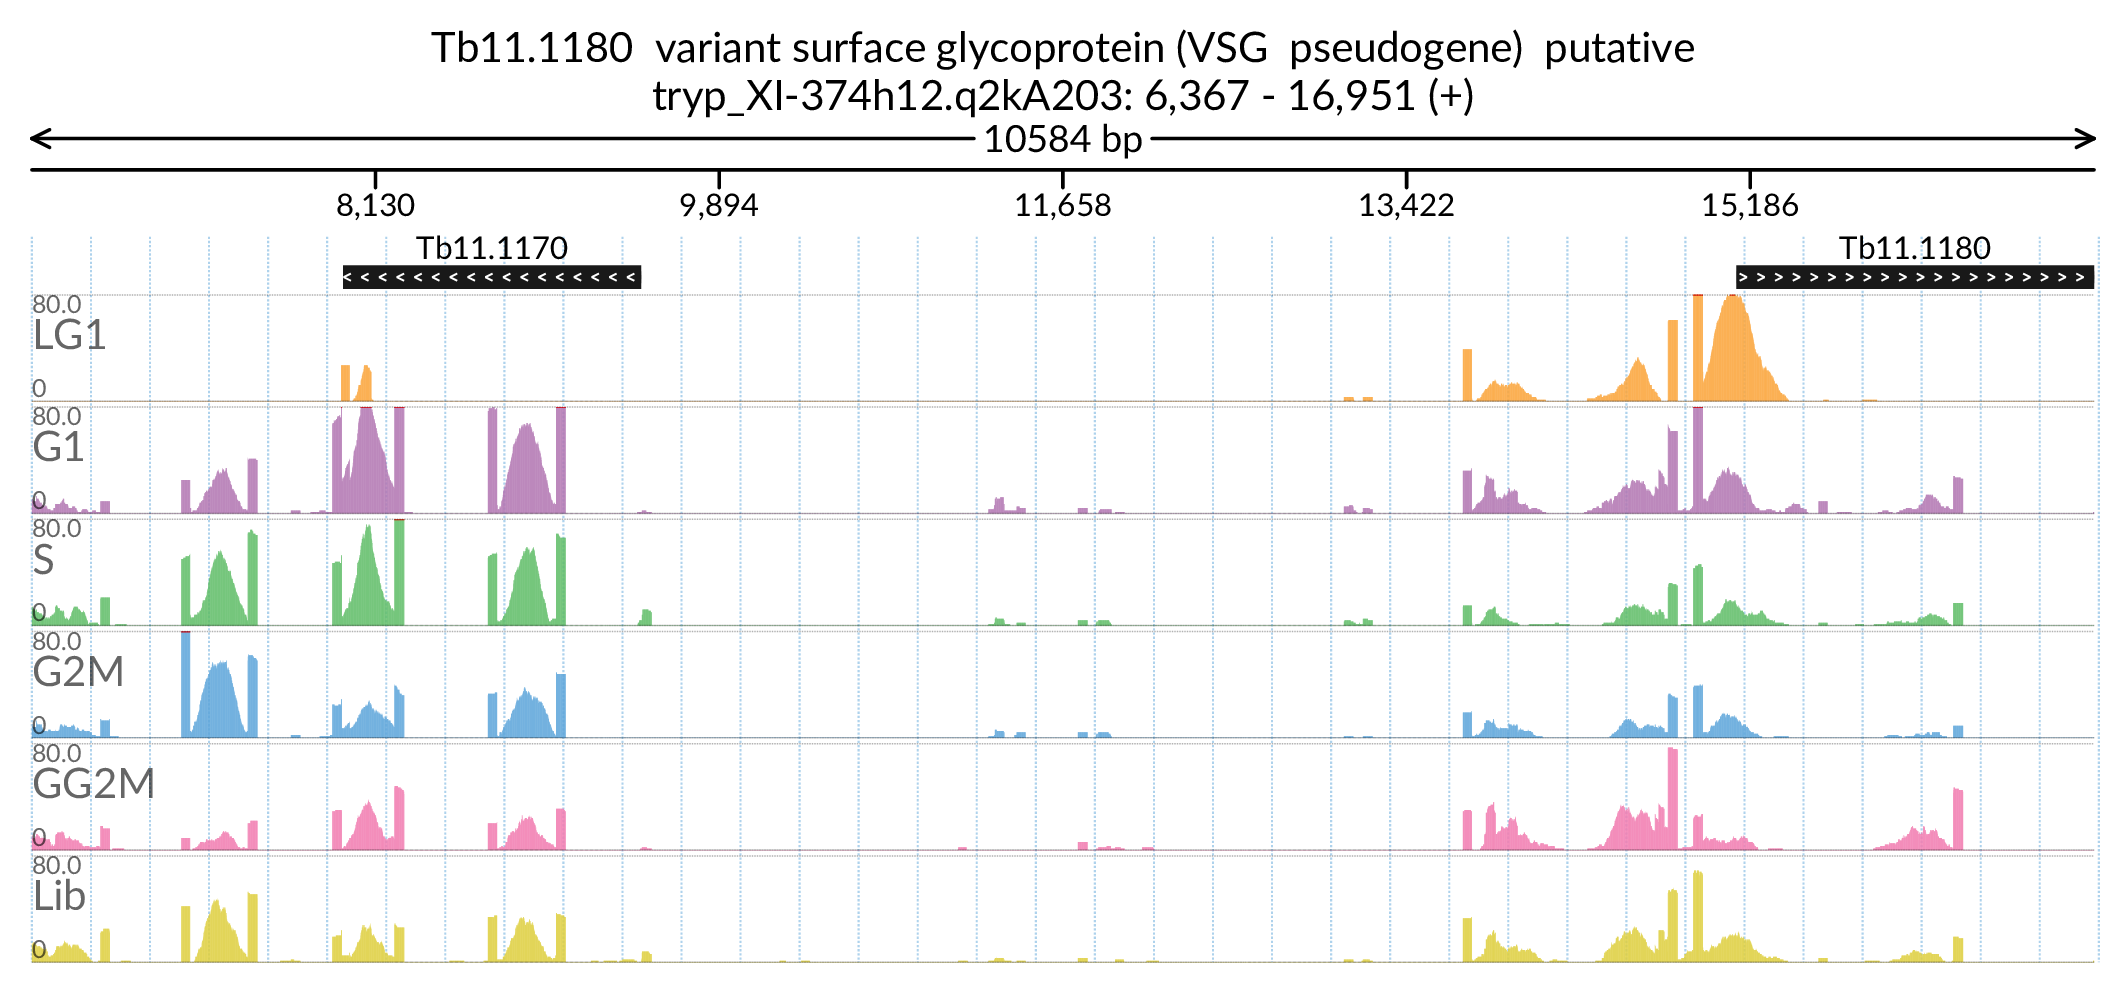 Tb11.1180 variant surface glycoprotein (VSG pseudogene) putative
tryp_XI-374h12.q2kA203: 6,367 - 16,951 (+)
10584 bp
8,130 9,894 11,658 13,422 15,186
Tb11.1170 Tb11.1180
80.0
LG1
0
80.0
G1
0
80.0
S
0
80.0
G2M
0
80.0
GG2M
0
80.0
Lib
0